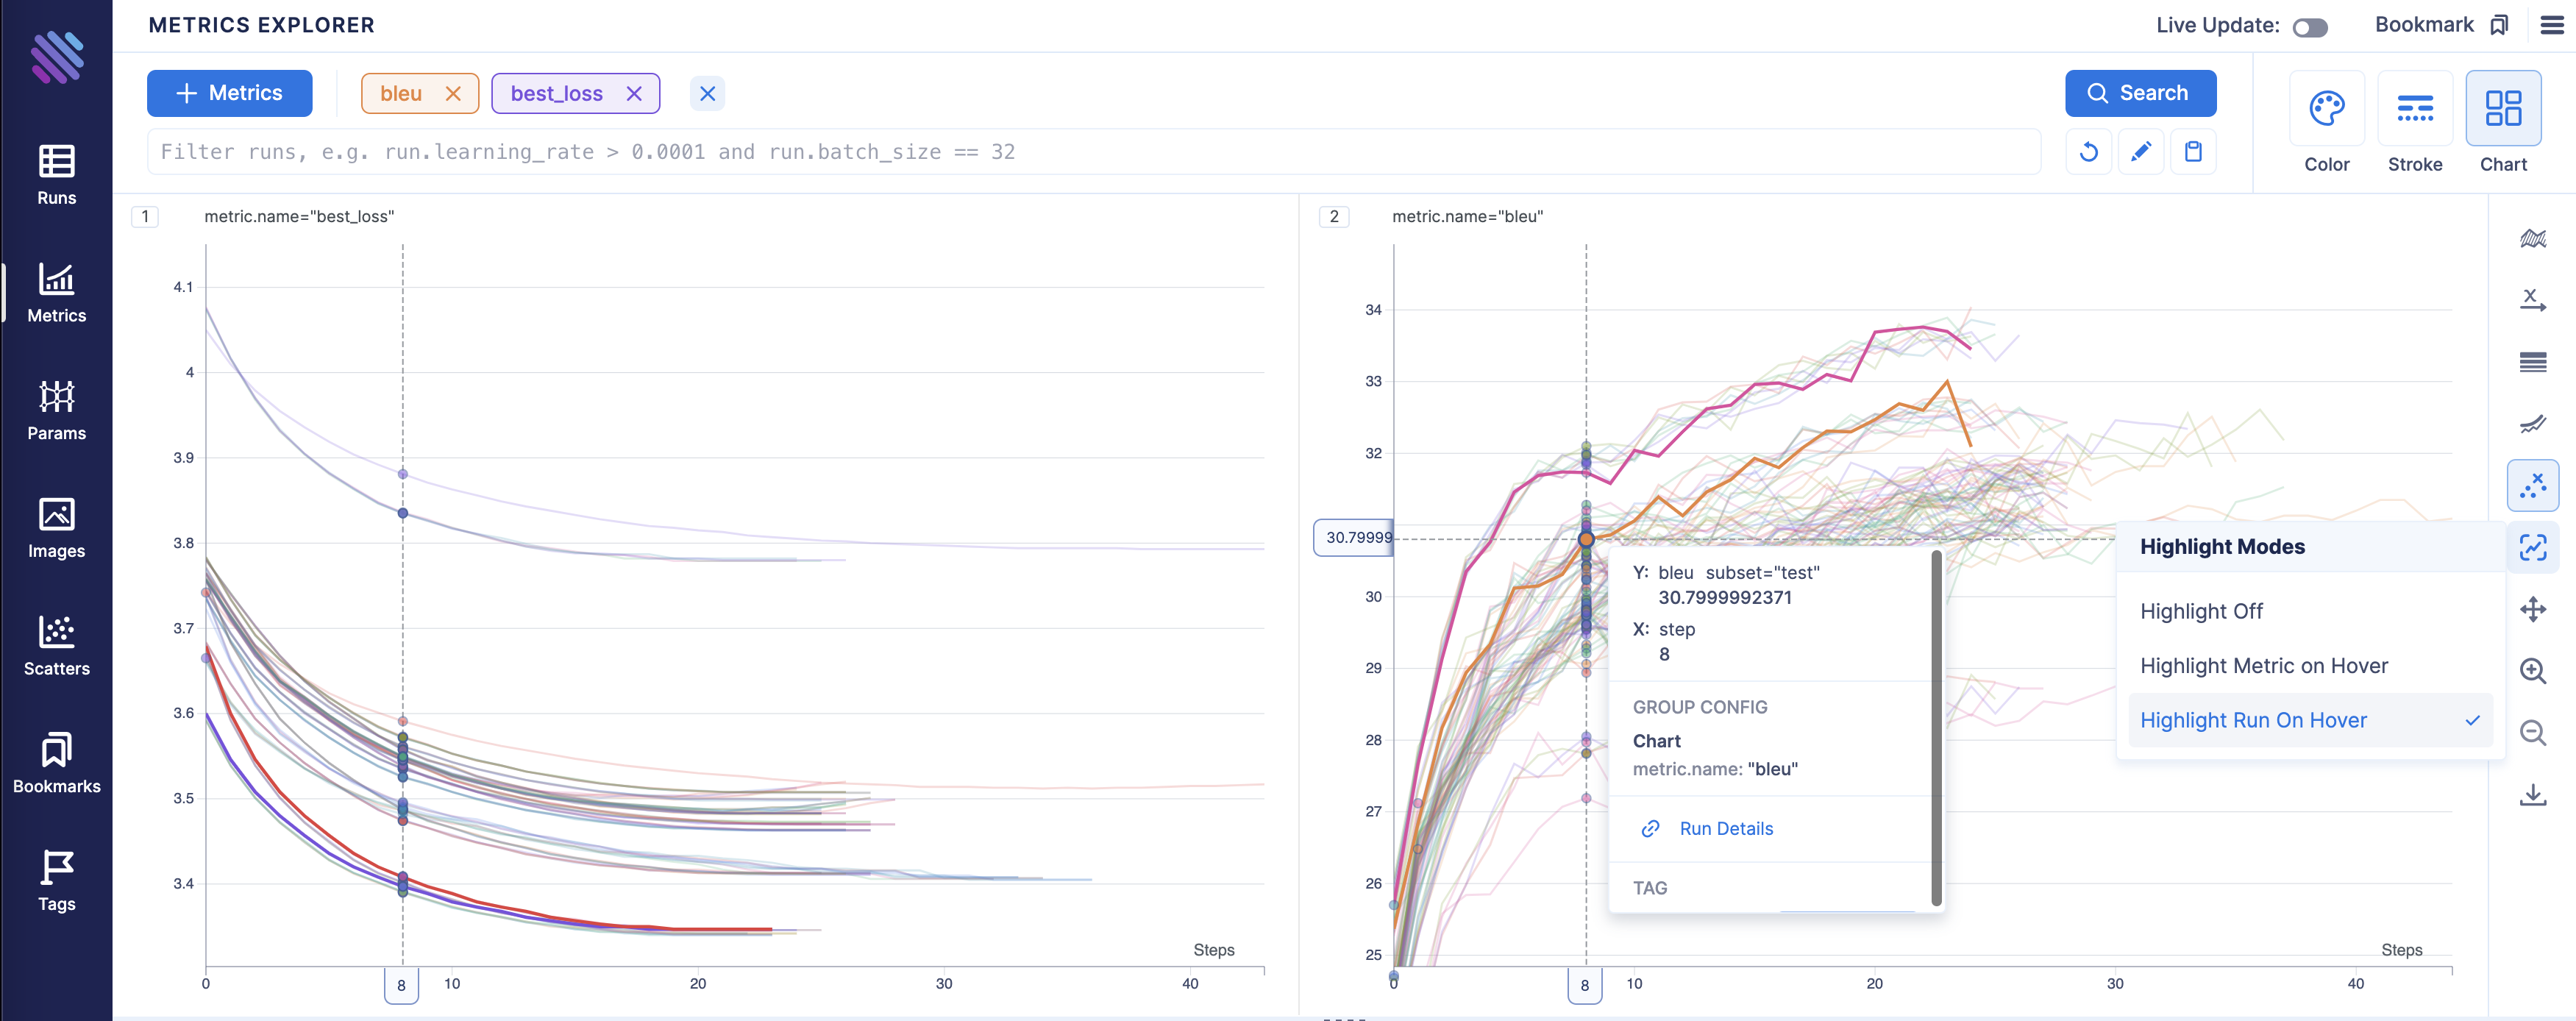 METRICS EXPLORER
Live Update:
Bookmark
Metrics
bleu
best_loss
Search
Filter runs, e.g. run.learning_rate > 0.0001 and run.batch_size == 32
Color
Stroke
Chart
Runs
Metrics
Params
Images
Scatters
Bookmarks
Tags
1
metric.name="best_loss"
4.1
4
3.9
3.8
3.7
3.6
3.5
3.4
Steps
0
8
10
20
30
40
2
metric.name="bleu"
34
33
32
30.79999
30
29
28
27
26
25
Steps
0
8
10
20
30
40
Y: bleu subset="test"
30.7999992371
X: step
8
GROUP CONFIG
Chart
metric.name: "bleu"
Run Details
TAG
Highlight Modes
Highlight Off
Highlight Metric on Hover
Highlight Run On Hover
X